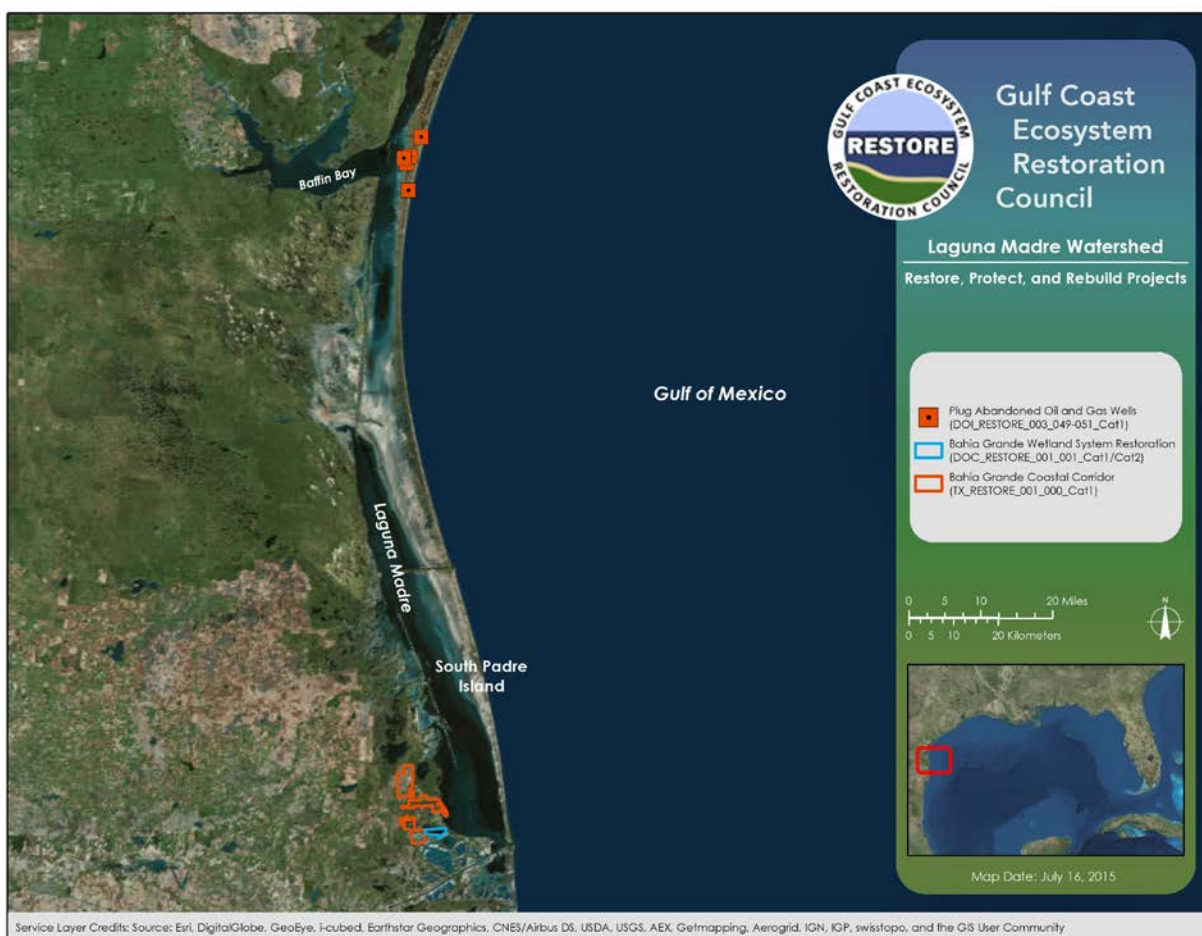 Baffin Bay
Laguna Madre
South Padre
Island
Gulf of Mexico
GULF COAST ECOSYSTEM
RESTORE
RESTORATION COUNCIL
Gulf Coast
Ecosystem
Restoration
Council
Laguna Madre Watershed
Restore, Protect, and Rebuild Projects
Plug Abandoned Oil and Gas Wells
(DOI_RESTORE_003_049-051_Cat1)
Bahia Grande Wetland System Restoration
(DOC_RESTORE_001_001_Cat1/Cat2)
Bahia Grande Coastal Corridor
(TX_RESTORE_001_000_Cat1)
0 5 10 20 Miles
0 5 10 20 Kilometers
N
Map Date: July 16, 2015
Service Layer Credits: Source: Esri, DigitalGlobe, GeoEye, i-cubed, Earthstar Geographics, CNES/Airbus DS, USDA, USGS, AEX, Getmapping, Aerogrid, IGN, IGP, swisstopo, and the GIS User Community